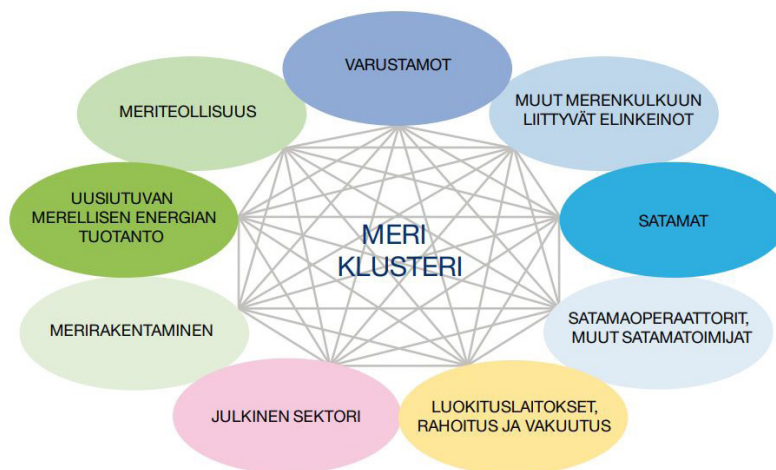 VARUSTAMOT
MUUT MERENKULKUUN
LIITTYVÄT ELINKEINOT
SATAMAT
SATAMAOPERAATTORIT,
MUUT SATAMATOIMIJAT
LUOKITUSLAITOKSET,
RAHOITUS JA VAKUUTUS
JULKINEN SEKTORI
MERIRAKENTAMINEN
UUSIUTUVAN
MERELLISEN ENERGIAN
TUOTANTO
MERITEOLLISUUS
MERI
KLUSTERI